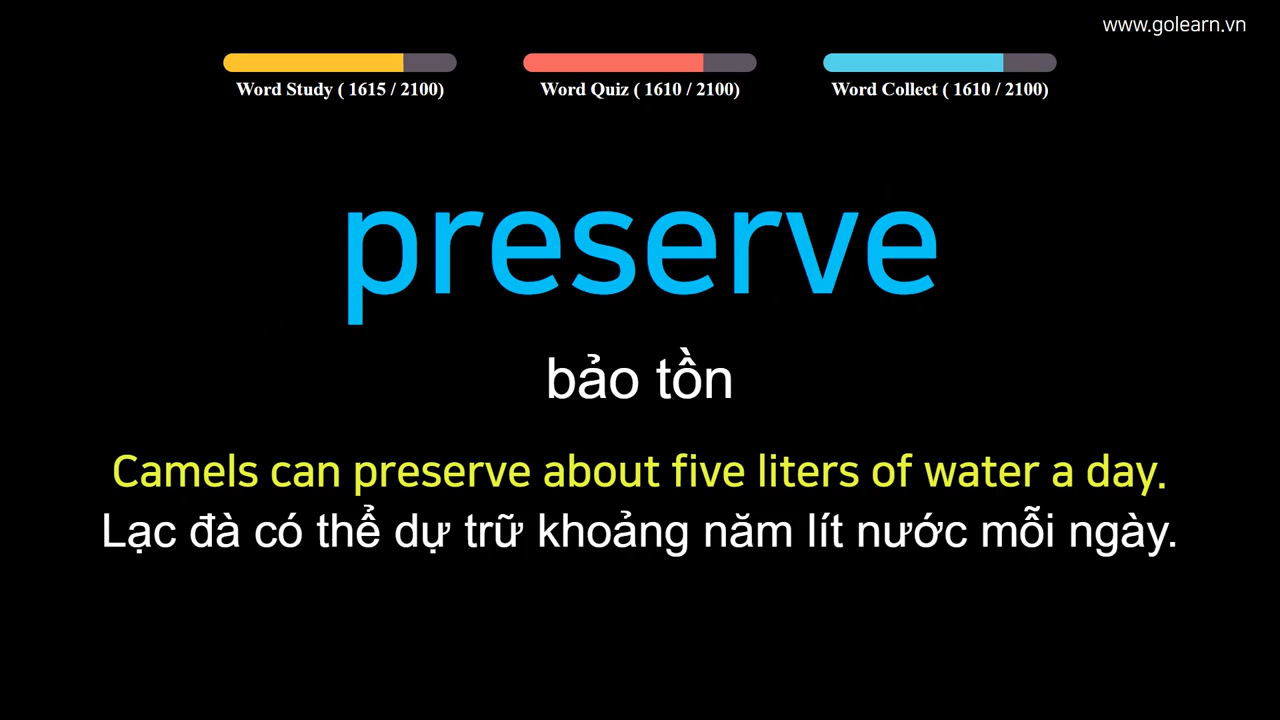 www.golearn.vn
Word Study ( 1615 / 2100) Word Quiz ( 1610 / 2100) Word Collect ( 1610 / 2100)
preserve
bảo tồn
Camels can preserve about five liters of water a day.
Lạc đà có thể dự trữ khoảng năm lít nước mỗi ngày.